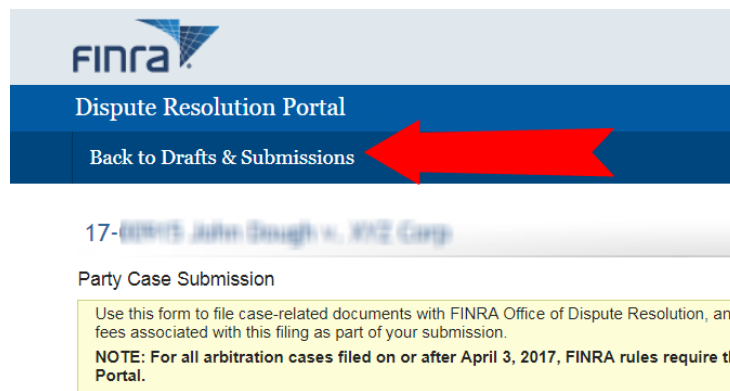 FINRA
Dispute Resolution Portal
Back to Drafts & Submissions
17-
Party Case Submission
Use this form to file case-related documents with FINRA Office of Dispute Resolution, an
fees associated with this filing as part of your submission.
NOTE: For all arbitration cases filed on or after April 3, 2017, FINRA rules require t
Portal.